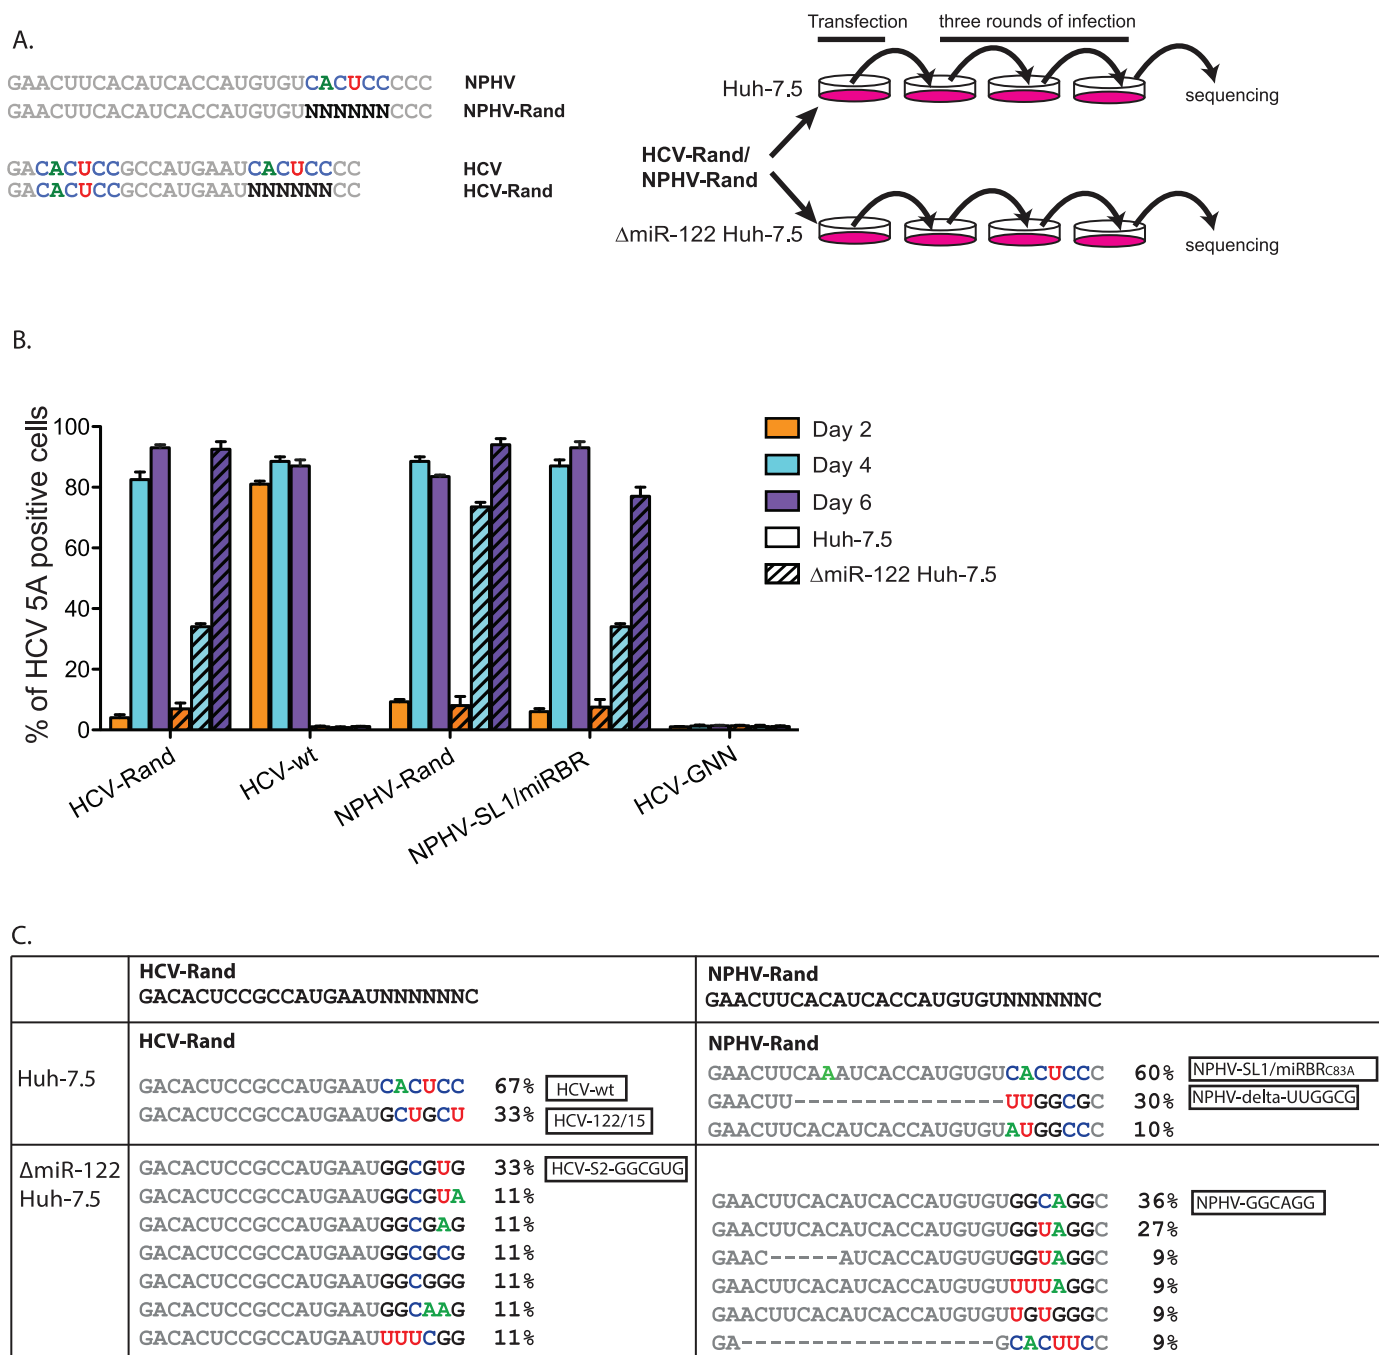 A.
Transfection three rounds of infection
GAACUUCACAUCACCAUGUGUCACUCCCCC NPHV
GAACUUCACAUCACCAUGUGUNNNNNNCCC NPHV-Rand
GACACUCCGCCAUGAAUCACUCCCC HCV
GACACUCCGCCAUGAAUNNNNNNCC HCV-Rand
Huh-7.5
sequencing
HCV-Rand/
NPHV-Rand
ΔmiR-122 Huh-7.5
sequencing
B.
% of HCV 5A positive cells
100
80
60
40
20
0
HCV-Rand
HCV-wt
NPHV-Rand
NPHV-SL1/miRBR
HCV-GNN
Day 2
Day 4
Day 6
Huh-7.5
ΔmiR-122 Huh-7.5
C.
HCV-Rand
GACACUCCGCCAUGAAUNNNNNNC
NPHV-Rand
GAACUUCACAUCACCAUGUGUNNNNNNC
Huh-7.5
HCV-Rand
GACACUCCGCCAUGAAUCACUCC 67% HCV-wt
GACACUCCGCCAUGAAUGCUGCU 33% HCV-122/15
NPHV-Rand
GAACUUCAAAUCACCAUGUGUCACUCCC 60% NPHV-SL1/miRBRC83A
GAACUU---------------UUGGCGC 30% NPHV-delta-UUGGCG
GAACUUCACAUCACCAUGUGUAUGGCCC 10%
ΔmiR-122
Huh-7.5
GACACUCCGCCAUGAAUGGCGUG 33% HCV-S2-GGCGUG
GACACUCCGCCAUGAAUGGCGUA 11%
GACACUCCGCCAUGAAUGGCGAG 11%
GACACUCCGCCAUGAAUGGCGCG 11%
GACACUCCGCCAUGAAUGGCGGG 11%
GACACUCCGCCAUGAAUGGCAAG 11%
GACACUCCGCCAUGAAUUUUCGG 11%
GAACUUCACAUCACCAUGUGUGGCAGGC 36% NPHV-GGCAGG
GAACUUCACAUCACCAUGUGUGGUAGGC 27%
GAAC-----AUCACCAUGUGUGGUAGGC 9%
GAACUUCACAUCACCAUGUGUUUUAGGC 9%
GAACUUCACAUCACCAUGUGUUGUGGGC 9%
GA------------------GCACUUCC 9%